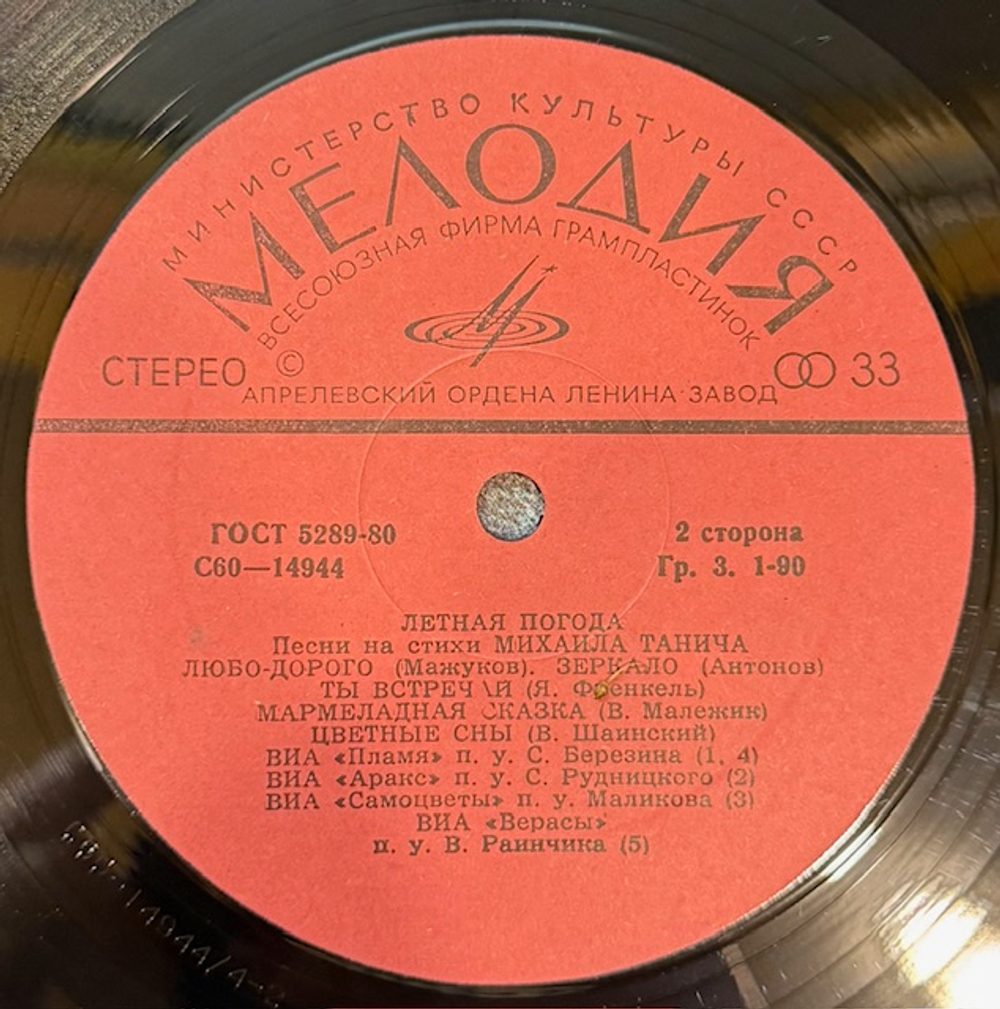 МИНИСТЕРСТВО КУЛЬТУРЫ СССР
МЕЛОДИЯ
ВСЕСОЮЗНАЯ ФИРМА ГРАМПЛАСТИНОК
СТЕРЕО © 33
АПРЕЛЕВСКИЙ ОРДЕНА ЛЕНИНА ЗАВОД
ГОСТ 5289-80 2 сторона
С60—14944 Гр. 3. 1-90
ЛЕТНАЯ ПОГОДА
Песни на стихи МИХАИЛА ТАНИЧА
ЛЮБО-ДОРОГО (Мажуков). ЗЕРКАЛО (Антонов)
ТЫ ВСТРЕЧАЙ (Я. Френкель)
МАРМЕЛАДНАЯ СКАЗКА (В. Малежик)
ЦВЕТНЫЕ СНЫ (В. Шаинский)
ВИА «Пламя» п. у. С. Березина (1, 4)
ВИА «Аракс» п. у. С. Рудницкого (2)
ВИА «Самоцветы» п. у. Маликова (3)
ВИА «Верасы»
п. у. В. Раинчика (5)